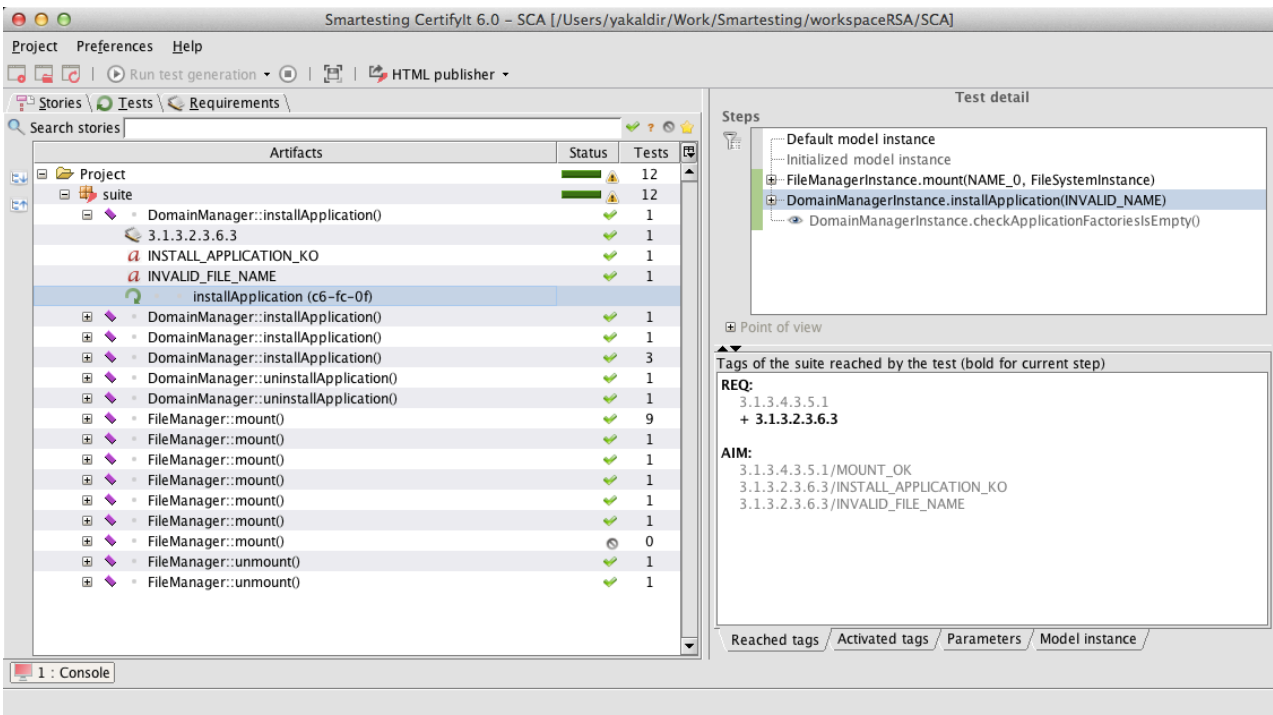 Smartesting CertifyIt 6.0 – SCA [/Users/yakaldir/Work/Smartesting/workspaceRSA/SCA]
Project Preferences Help
Run test generation HTML publisher
Stories Tests Requirements
Search stories
Artifacts Status Tests
Project 12
suite 12
DomainManager::installApplication() 1
3.1.3.2.3.6.3 1
a INSTALL_APPLICATION_KO 1
a INVALID_FILE_NAME 1
installApplication (c6-fc-0f)
DomainManager::installApplication() 1
DomainManager::installApplication() 1
DomainManager::installApplication() 3
DomainManager::uninstallApplication() 1
DomainManager::uninstallApplication() 1
FileManager::mount() 9
FileManager::mount() 1
FileManager::mount() 1
FileManager::mount() 1
FileManager::mount() 1
FileManager::mount() 1
FileManager::mount() 0
FileManager::unmount() 1
FileManager::unmount() 1
Test detail
Steps
Default model instance
Initialized model instance
FileManagerInstance.mount(NAME_0, FileSystemInstance)
DomainManagerInstance.installApplication(INVALID_NAME)
DomainManagerInstance.checkApplicationFactoriesIsEmpty()
Point of view
Tags of the suite reached by the test (bold for current step)
REQ:
3.1.3.4.3.5.1
+ 3.1.3.2.3.6.3
AIM:
3.1.3.4.3.5.1/MOUNT_OK
3.1.3.2.3.6.3/INSTALL_APPLICATION_KO
3.1.3.2.3.6.3/INVALID_FILE_NAME
Reached tags Activated tags Parameters Model instance
1 : Console